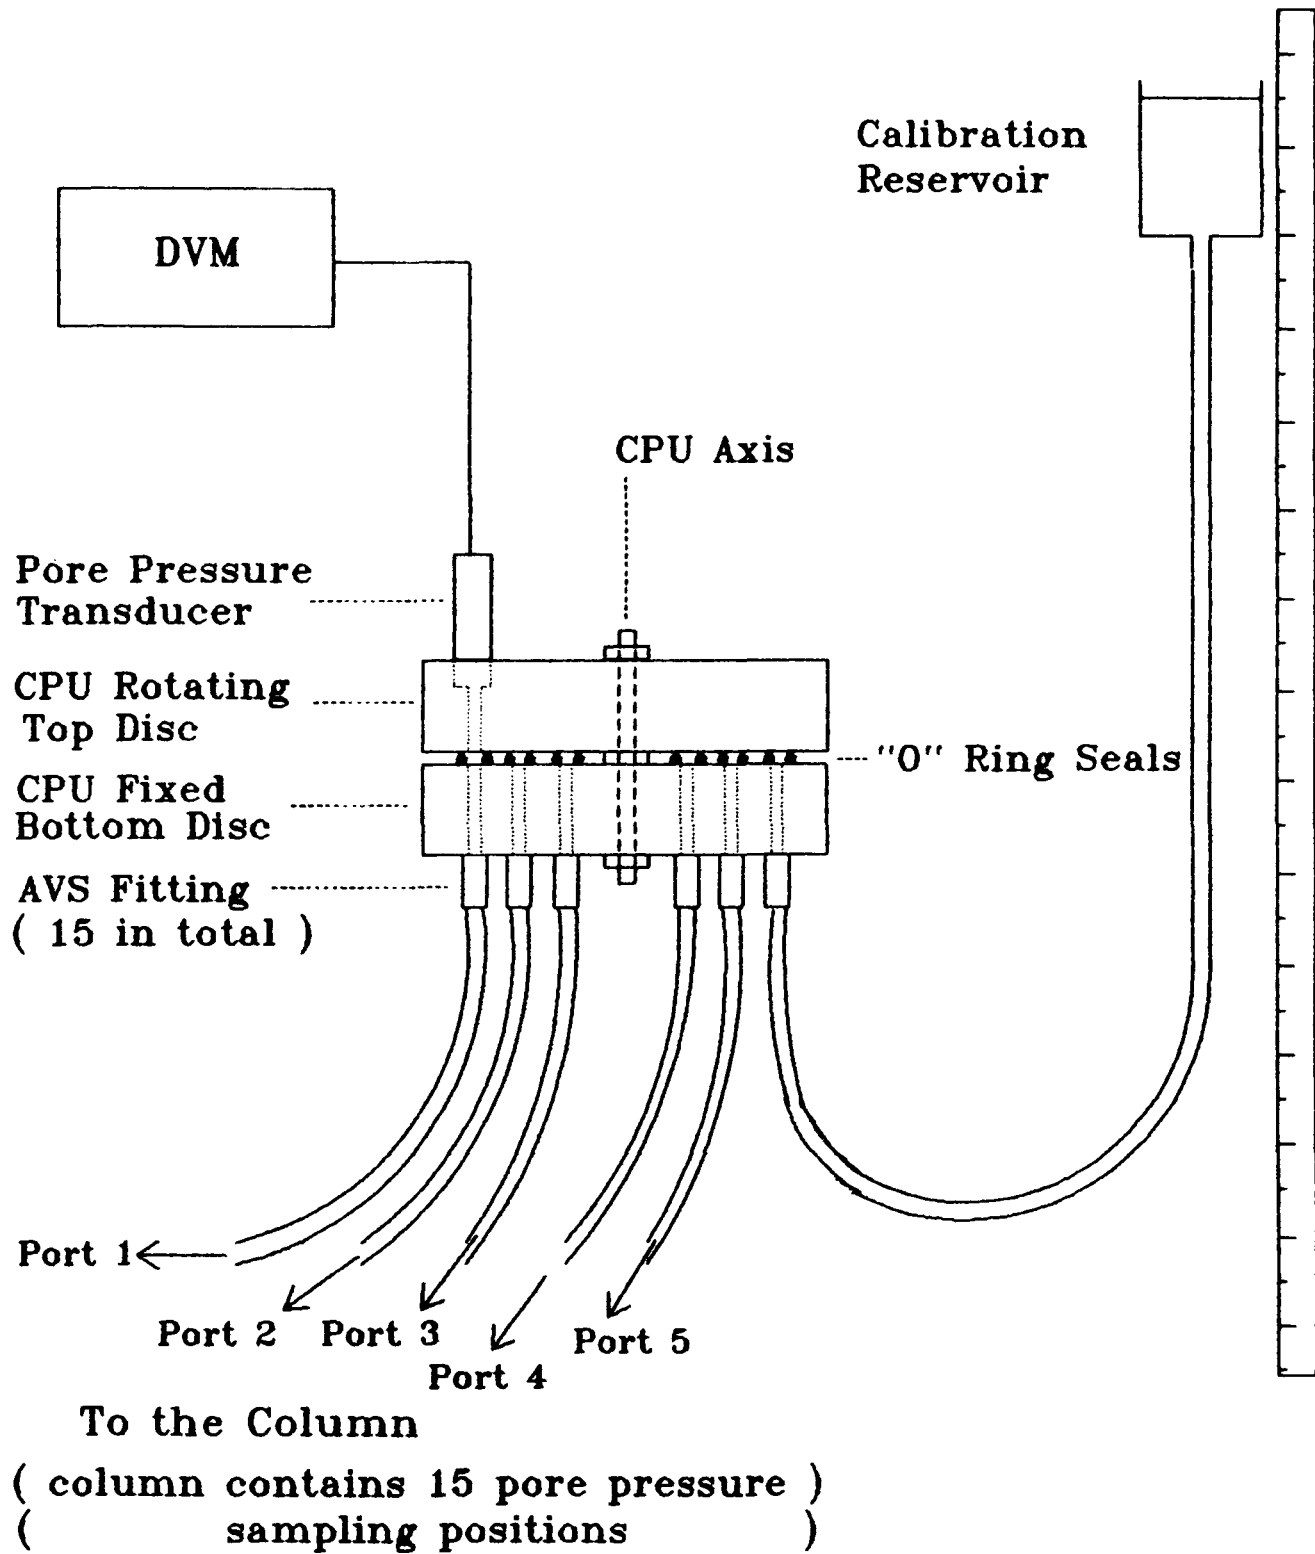 Calibration
Reservoir
DVM
CPU Axis
Pore Pressure
Transducer
CPU Rotating
Top Disc
"O" Ring Seals
CPU Fixed
Bottom Disc
AVS Fitting
( 15 in total )
Port 1
Port 2
Port 3
Port 4
Port 5
To the Column
( column contains 15 pore pressure )
( sampling positions )